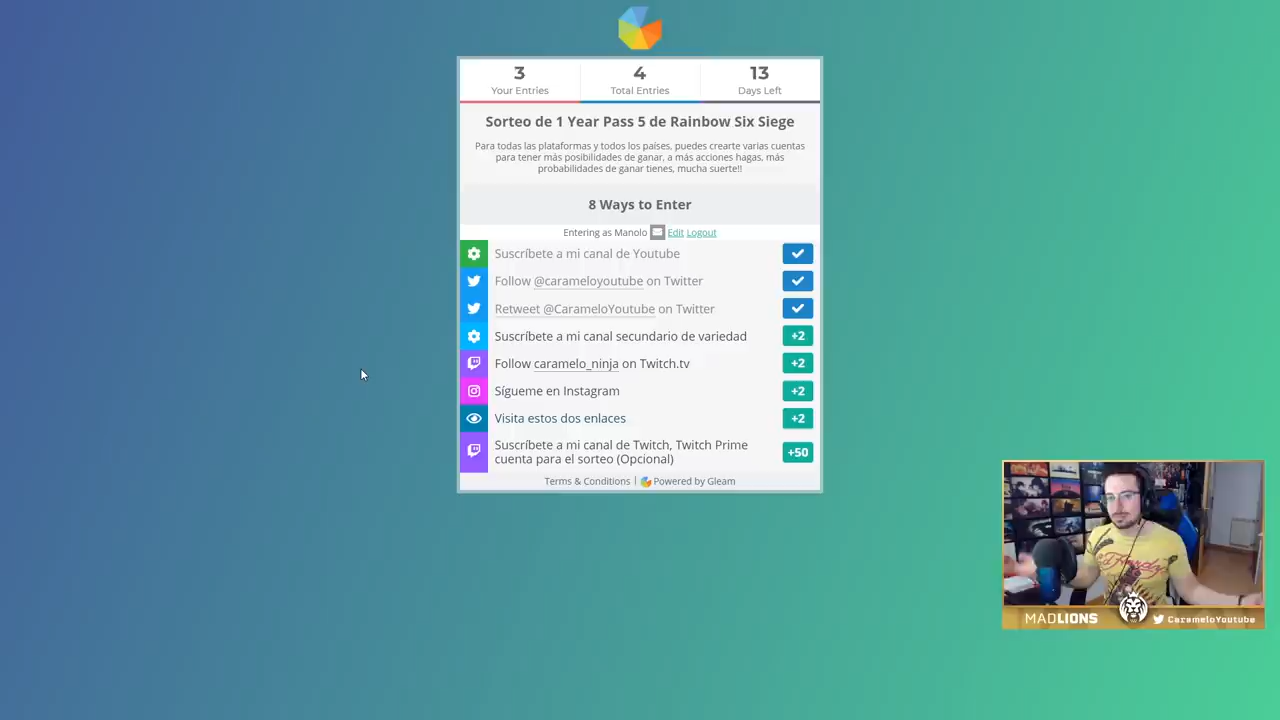 3
Your Entries
4
Total Entries
13
Days Left
Sorteo de 1 Year Pass 5 de Rainbow Six Siege
Para todas las plataformas y todos los países, puedes crearte varias cuentas
para tener más posibilidades de ganar, a más acciones hagas, más
probabilidades de ganar tienes, mucha suerte!!
8 Ways to Enter
Entering as Manolo Edit Logout
Suscríbete a mi canal de Youtube
Follow @carameloyoutube on Twitter
Retweet @CarameloYoutube on Twitter
Suscríbete a mi canal secundario de variedad +2
Follow caramelo_ninja on Twitch.tv +2
Sígueme en Instagram +2
Visita estos dos enlaces +2
Suscríbete a mi canal de Twitch, Twitch Prime
cuenta para el sorteo (Opcional) +50
Terms & Conditions | Powered by Gleam
MADLIONS CarameloYoutube